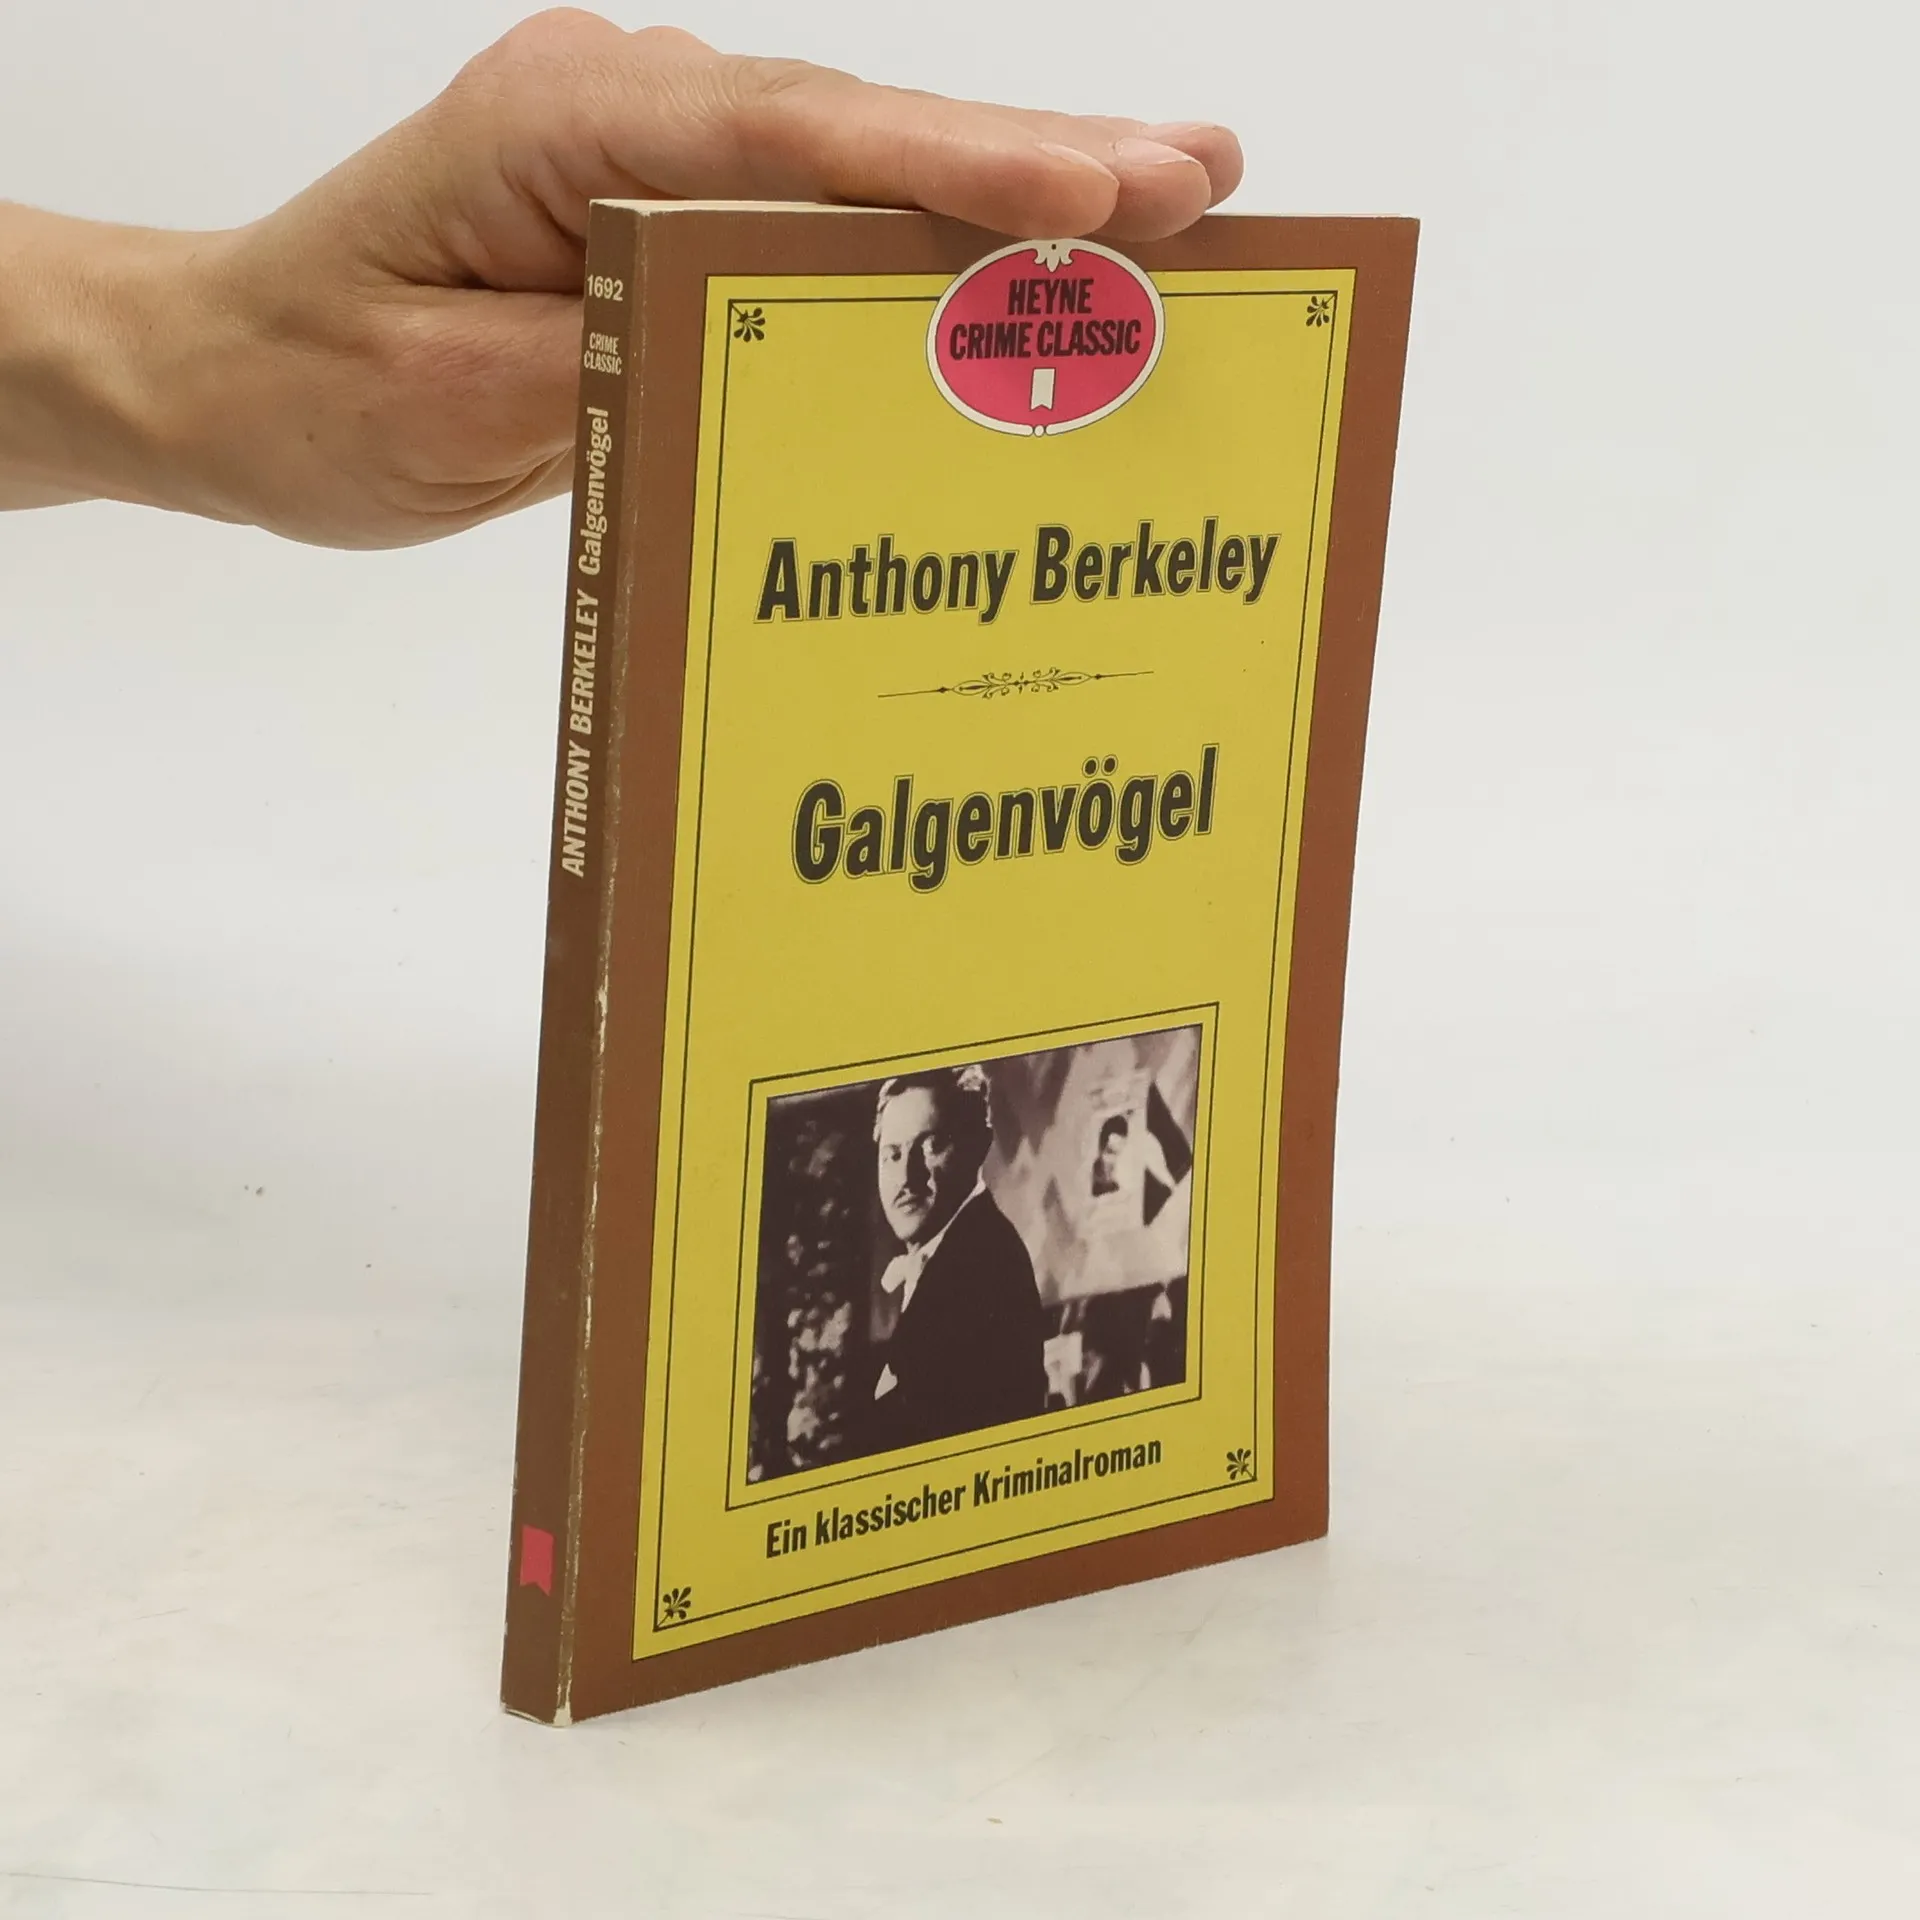 1692
CRIME
CLASSIC
ANTHONY BERKELEY Galgenvögel
HEYNE
CRIME CLASSIC
Anthony Berkeley
Galgenvögel
Ein klassischer Kriminalroman